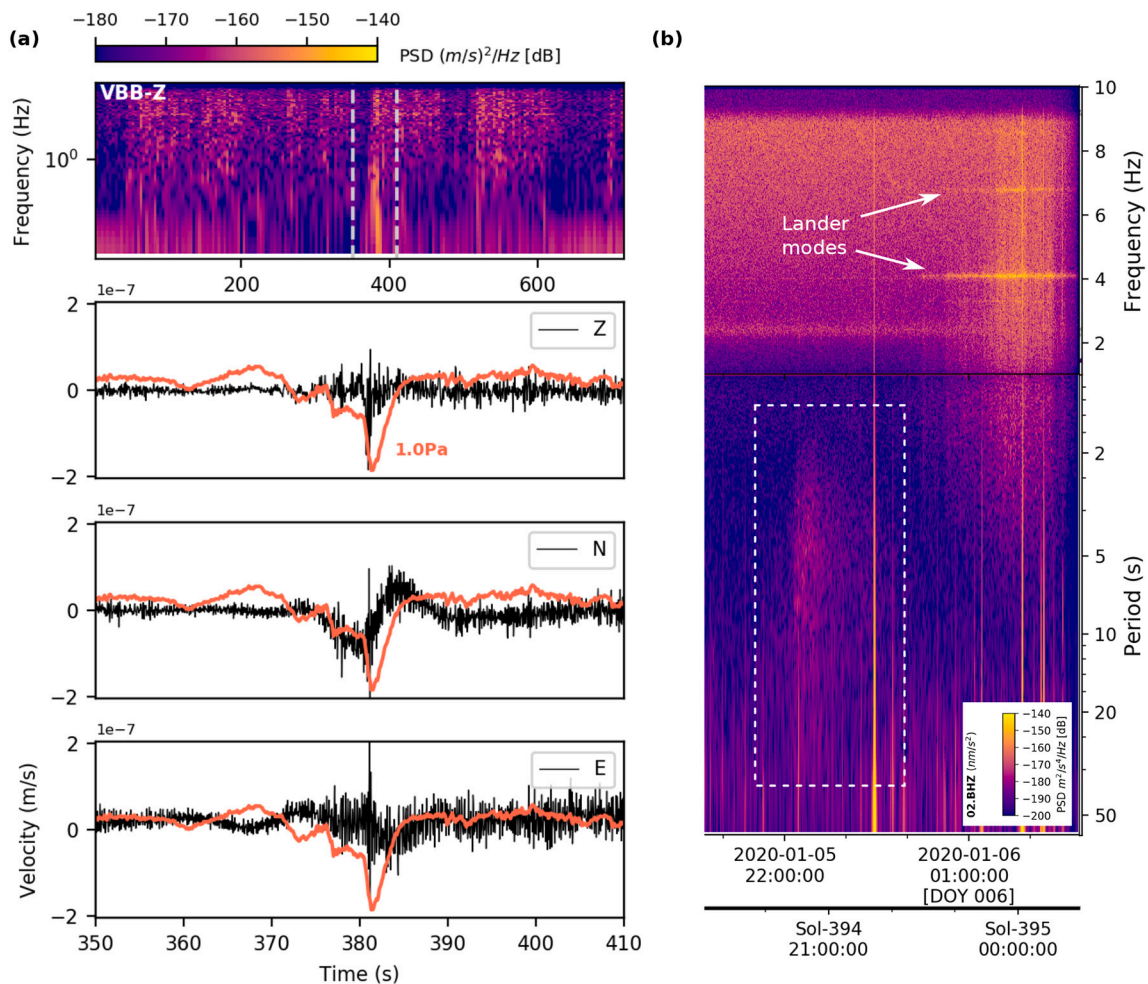 (a)
−180 −170 −160 −150 −140
PSD (m/s)²/Hz [dB]
VBB-Z
Frequency (Hz)
10⁰
200 400 600
1e−7
2
0
−2
Z
1.0Pa
1e−7
2
0
−2
N
1e−7
2
0
−2
E
Velocity (m/s)
350 360 370 380 390 400 410
Time (s)
(b)
10
8
6
4
2
Frequency (Hz)
Lander
modes
2
5
10
20
50
Period (s)
02.BHZ (nm/s²)
−140
−150
−160
−170
−180
−190
−200
PSD m²/s⁴/Hz [dB]
2020-01-05 2020-01-06
22:00:00 01:00:00
[DOY 006]
Sol-394 Sol-395
21:00:00 00:00:00